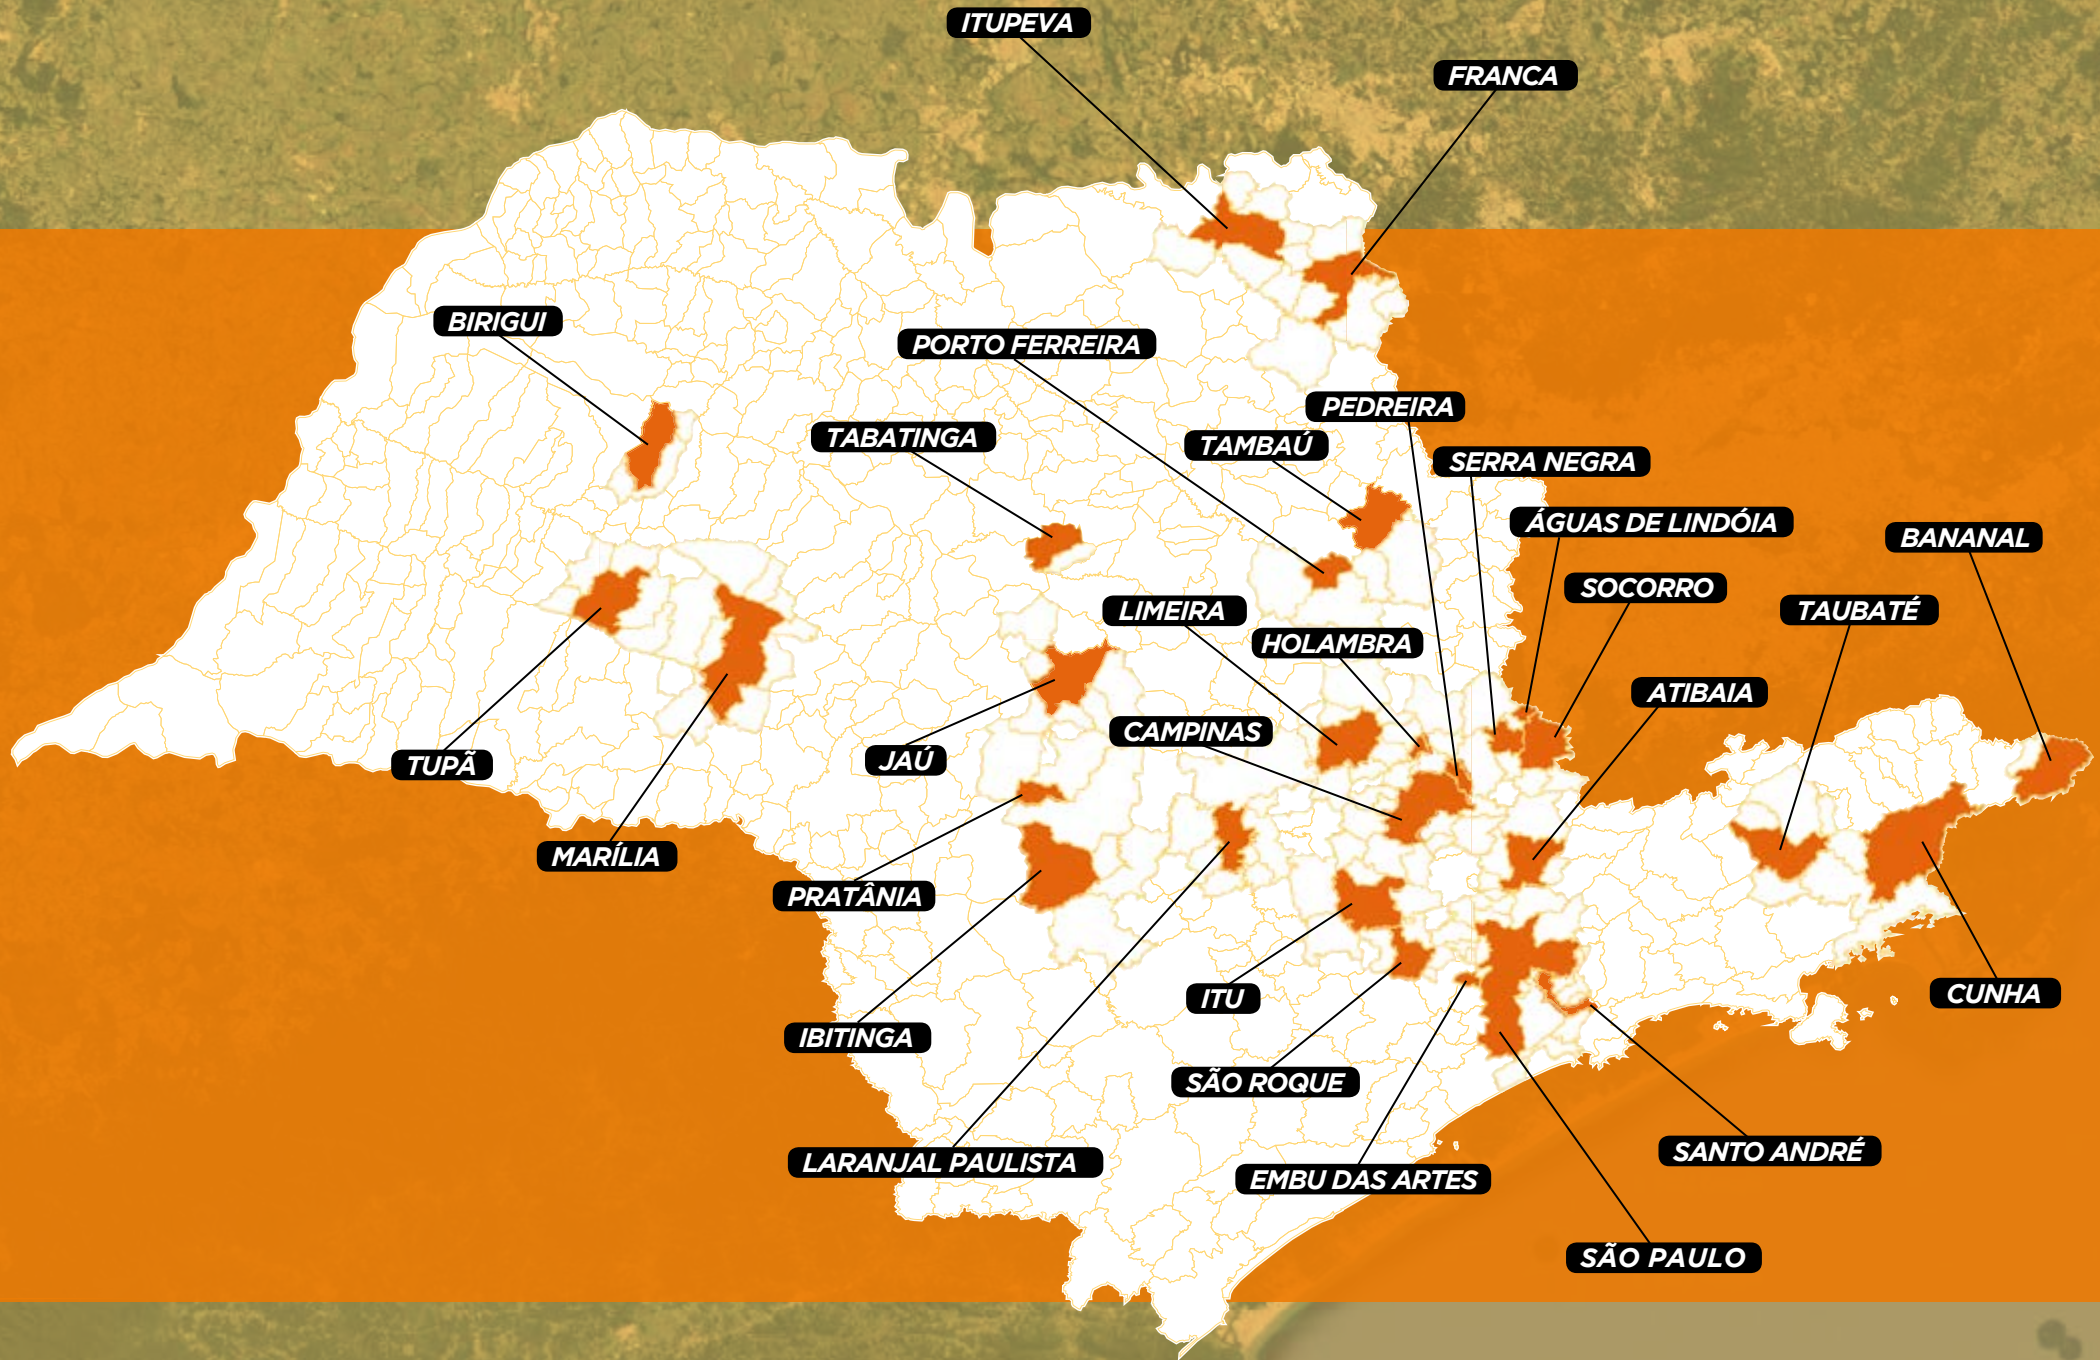 ITUPEVA
FRANCA
BIRIGUI
PORTO FERREIRA
PEDREIRA
TABATINGA
TAMBAÚ
SERRA NEGRA
ÁGUAS DE LINDÓIA
BANANAL
SOCORRO
LIMEIRA
TAUBATÉ
HOLAMBRA
ATIBAIA
CAMPINAS
JAÚ
TUPÃ
MARÍLIA
PRATÂNIA
CUNHA
ITU
IBITINGA
SÃO ROQUE
SANTO ANDRÉ
LARANJAL PAULISTA
EMBU DAS ARTES
SÃO PAULO